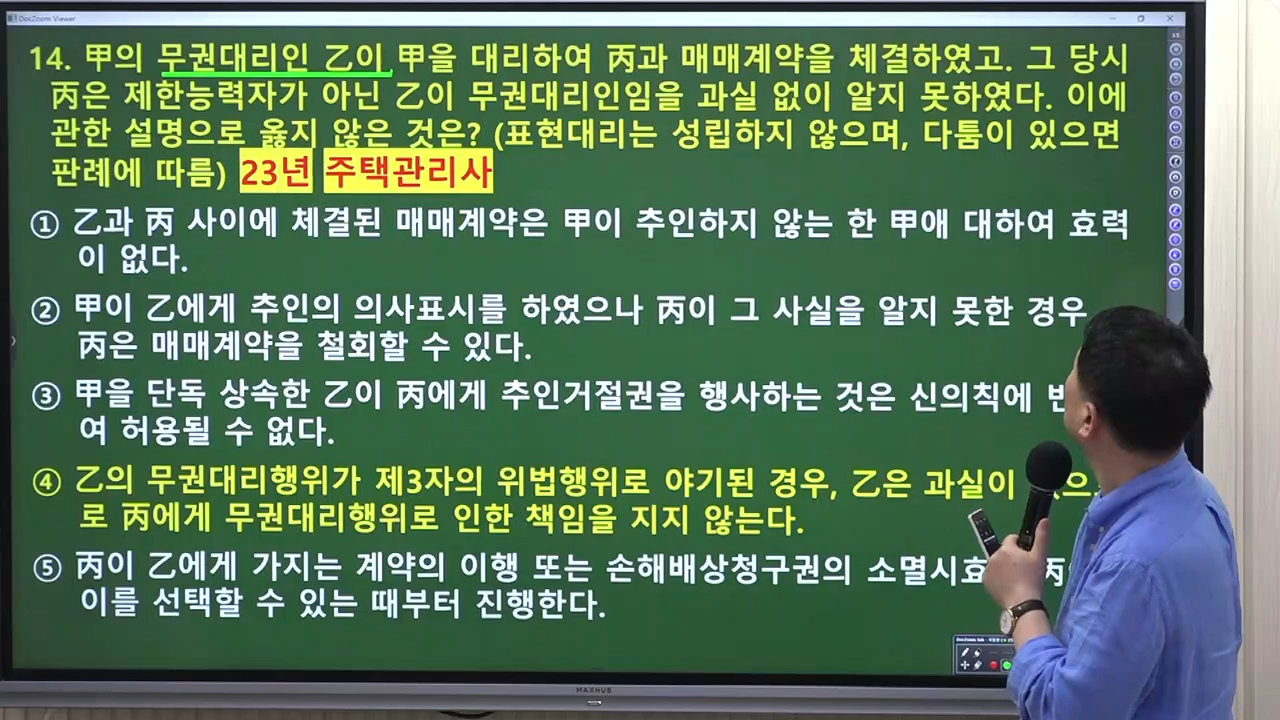 DocZoom Viewer
14. 甲의 무권대리인 乙이 甲을 대리하여 丙과 매매계약을 체결하였고. 그 당시
丙은 제한능력자가 아닌 乙이 무권대리인임을 과실 없이 알지 못하였다. 이에
관한 설명으로 옳지 않은 것은? (표현대리는 성립하지 않으며, 다툼이 있으면
판례에 따름) 23년 주택관리사
① 乙과 丙 사이에 체결된 매매계약은 甲이 추인하지 않는 한 甲애 대하여 효력
이 없다.
② 甲이 乙에게 추인의 의사표시를 하였으나 丙이 그 사실을 알지 못한 경우
丙은 매매계약을 철회할 수 있다.
③ 甲을 단독 상속한 乙이 丙에게 추인거절권을 행사하는 것은 신의칙에
여 허용될 수 없다.
④ 乙의 무권대리행위가 제3자의 위법행위로 야기된 경우, 乙은 과실이
로 丙에게 무권대리행위로 인한 책임을 지지 않는다.
⑤ 丙이 乙에게 가지는 계약의 이행 또는 손해배상청구권의 소멸시효
이를 선택할 수 있는 때부터 진행한다.
MAXHUB